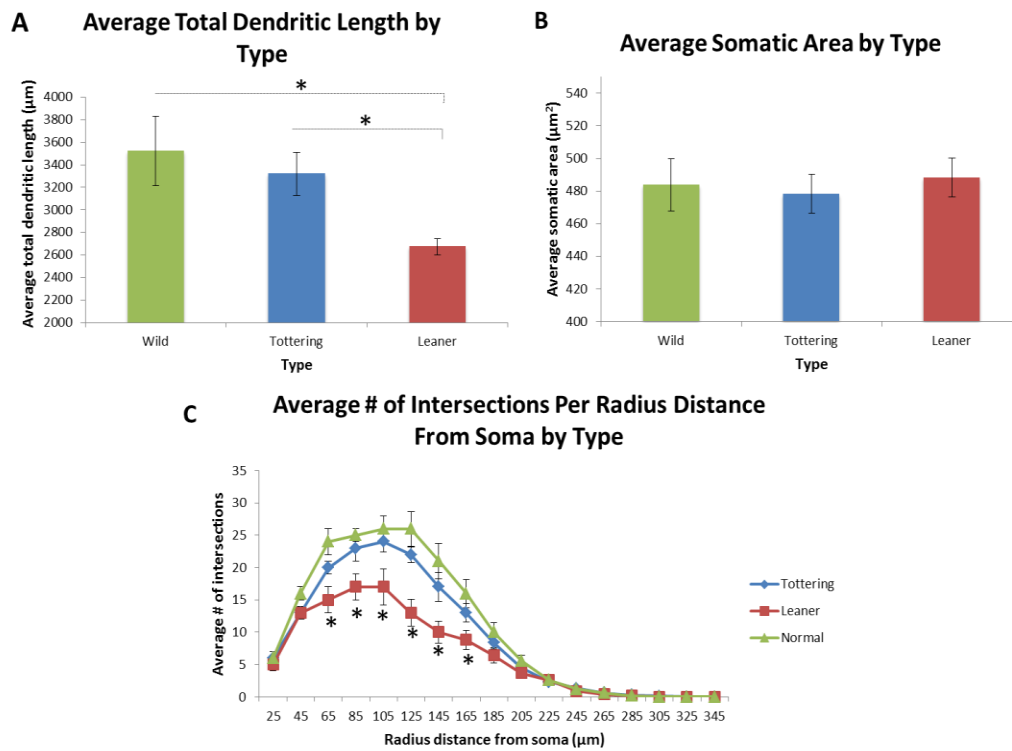 A
Average Total Dendritic Length by
Type
Average total dendritic length (µm)
4000
3800
3600
3400
3200
3000
2800
2600
2400
2200
2000
*
*
Wild Tottering Leaner
Type
B
Average Somatic Area by Type
Average somatic area (µm²)
540
520
500
480
460
440
420
400
Wild Tottering Leaner
Type
C
Average # of Intersections Per Radius Distance
From Soma by Type
Average # of intersections
35
30
25
20
15
10
5
0
* * * * * *
25 45 65 85 105 125 145 165 185 205 225 245 265 285 305 325 345
Radius distance from soma (µm)
Tottering
Leaner
Normal